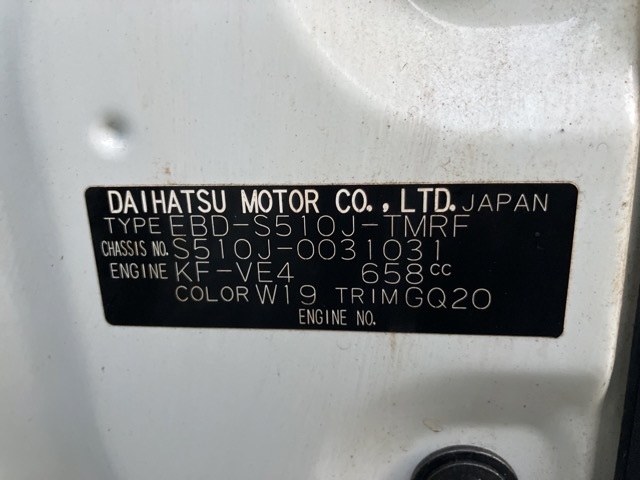 DAIHATSU MOTOR CO., LTD. JAPAN
TYPE EBD-S510J-TMRF
CHASSIS NO. S510J-0031031
ENGINE KF-VE4 658cc
COLOR W19 TRIM GQ20
ENGINE NO.